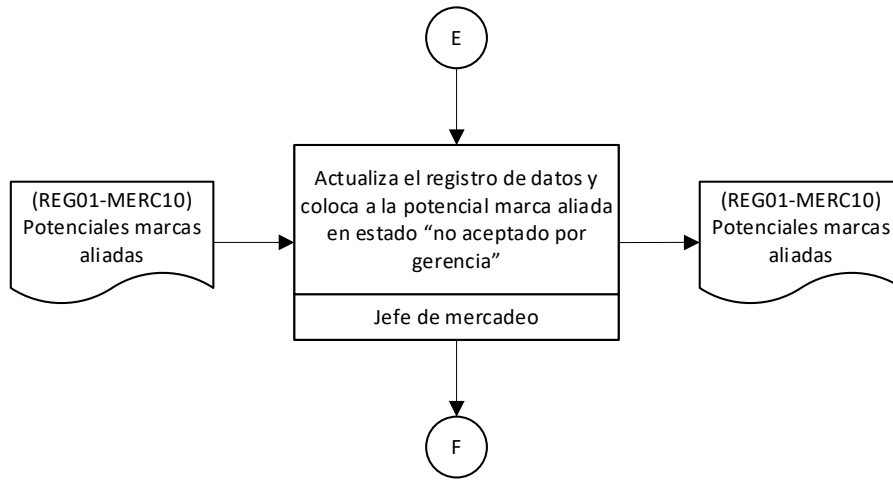 E
(REG01-MERC10)
Potenciales marcas
aliadas
Actualiza el registro de datos y
coloca a la potencial marca aliada
en estado “no aceptado por
gerencia”
Jefe de mercadeo
(REG01-MERC10)
Potenciales marcas
aliadas
F